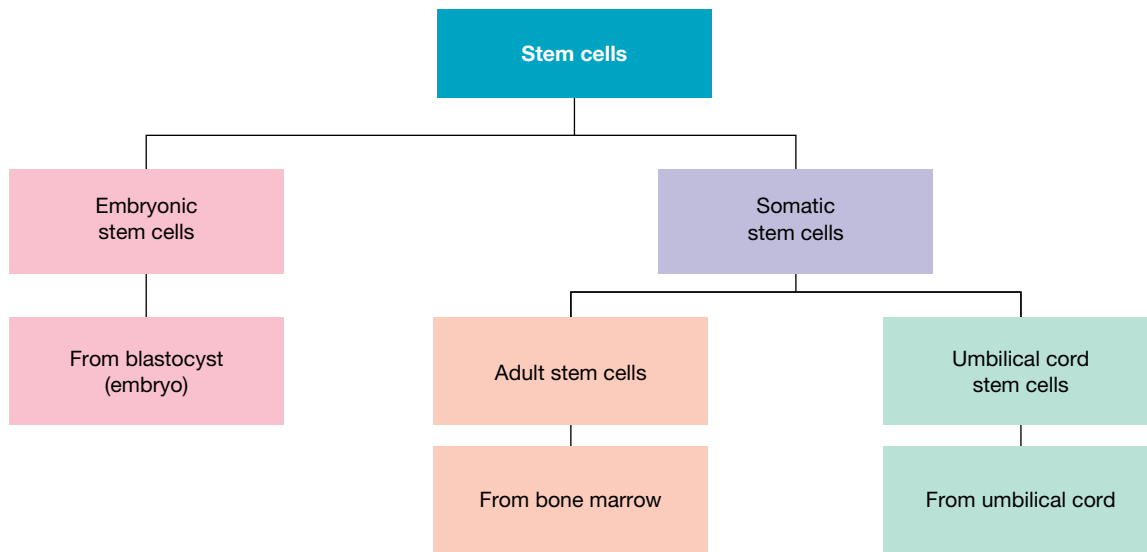 Stem cells
Embryonic
stem cells
Somatic
stem cells
From blastocyst
(embryo)
Adult stem cells
Umbilical cord
stem cells
From bone marrow
From umbilical cord